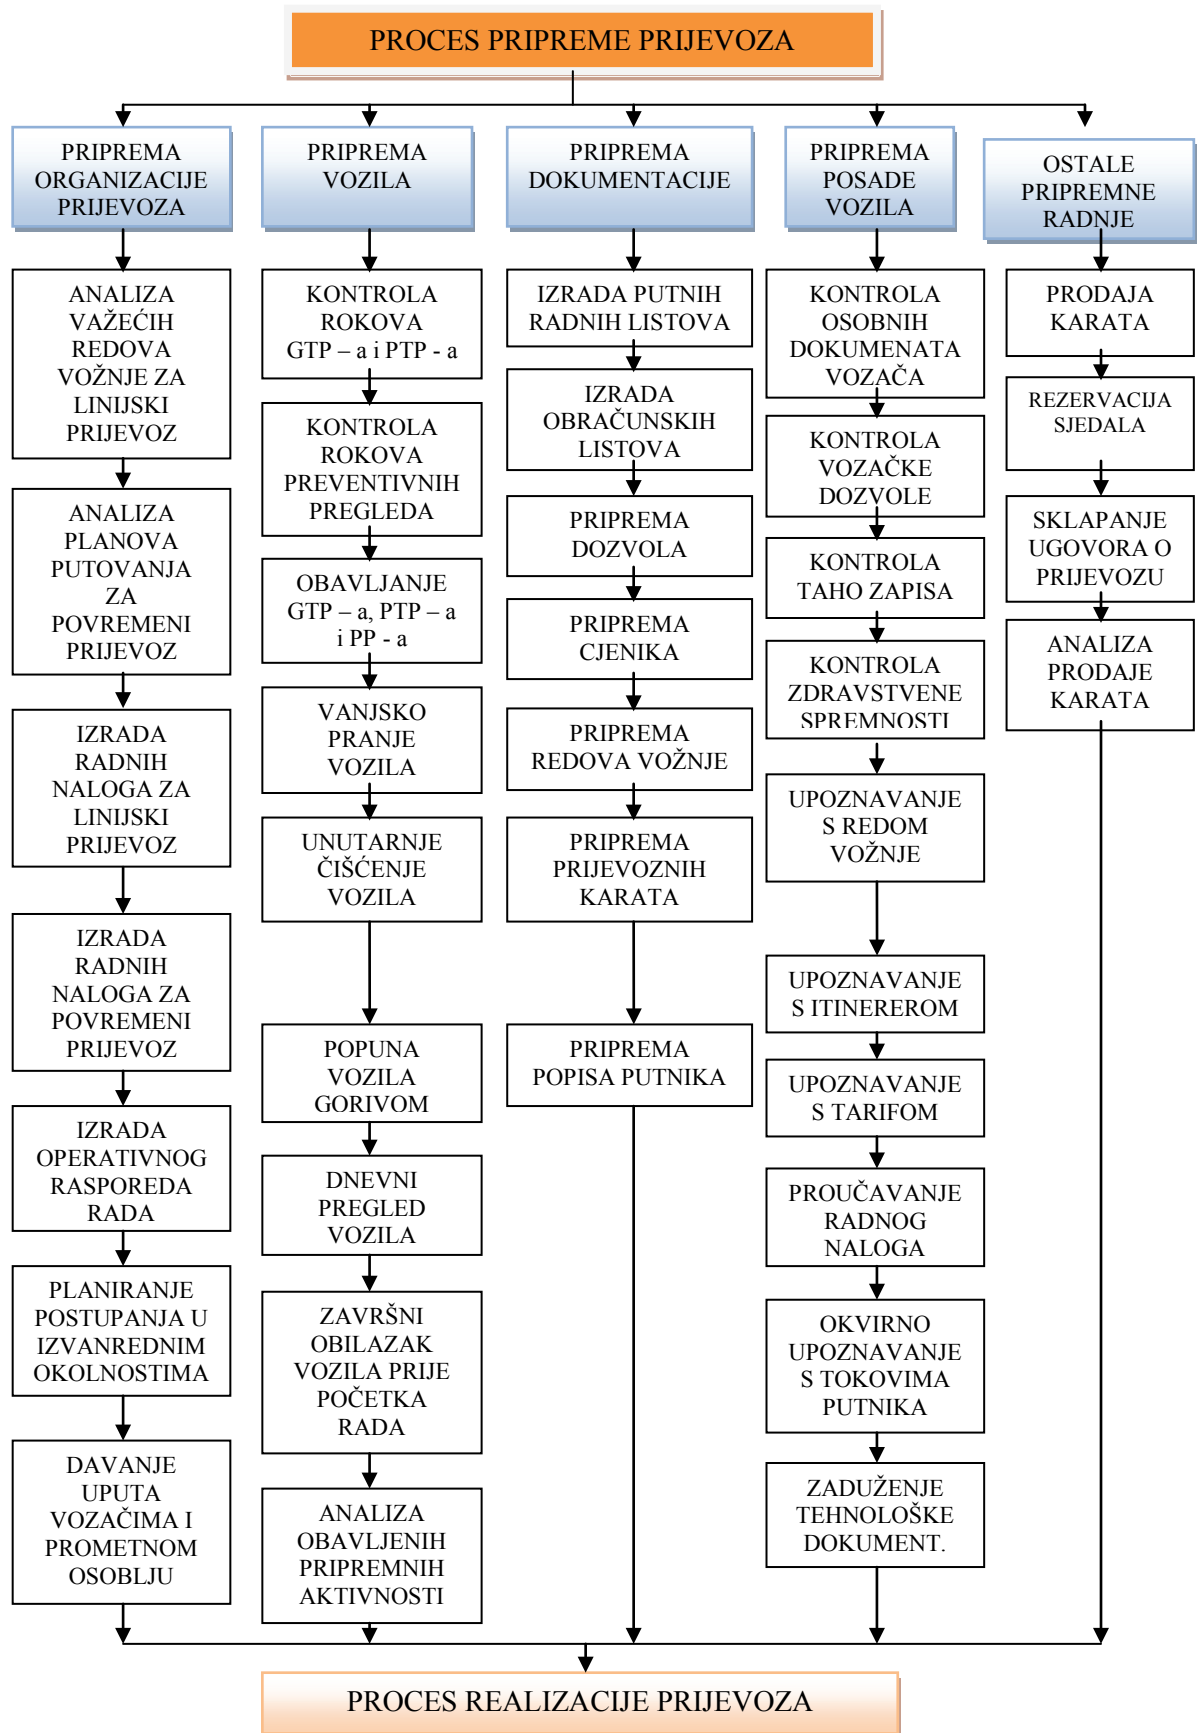 PROCES PRIPREME PRIJEVOZA
PRIPREMA
ORGANIZACIJE
PRIJEVOZA
ANALIZA
VAŽEĆIH
REDOVA
VOŽNJE ZA
LINIJSKI
PRIJEVOZ
ANALIZA
PLANOVA
PUTOVANJA
ZA
POVREMENI
PRIJEVOZ
IZRADA
RADNIH
NALOGA ZA
LINIJSKI
PRIJEVOZ
IZRADA
RADNIH
NALOGA ZA
POVREMENI
PRIJEVOZ
IZRADA
OPERATIVNOG
RASPOREDA
RADA
PLANIRANJE
POSTUPANJA U
IZVANREDNIM
OKOLNOSTIMA
DAVANJE
UPUTA
VOZAČIMA I
PROMETNOM
OSOBLJU
PRIPREMA
VOZILA
KONTROLA
ROKOVA
GTP – a i PTP - a
KONTROLA
ROKOVA
PREVENTIVNIH
PREGLEDA
OBAVLJANJE
GTP – a, PTP – a
i PP - a
VANJSKO
PRANJE
VOZILA
UNUTARNJE
ČIŠĆENJE
VOZILA
POPUNA
VOZILA
GORIVOM
DNEVNI
PREGLED
VOZILA
ZAVRŠNI
OBILAZAK
VOZILA PRIJE
POČETKA
RADA
ANALIZA
OBAVLJENIH
PRIPREMNIH
AKTIVNOSTI
PRIPREMA
DOKUMENTACIJE
IZRADA PUTNIH
RADNIH LISTOVA
IZRADA
OBRAČUNSKIH
LISTOVA
PRIPREMA
DOZVOLA
PRIPREMA
CJENIKA
PRIPREMA
REDOVA VOŽNJE
PRIPREMA
PRIJEVOZNIH
KARATA
PRIPREMA
POPISA PUTNIKA
PRIPREMA
POSADE
VOZILA
KONTROLA
OSOBNIH
DOKUMENATA
VOZAČA
KONTROLA
VOZAČKE
DOZVOLE
KONTROLA
TAHO ZAPISA
KONTROLA
ZDRAVSTVENE
SPREMNOSTI
UPOZNAVANJE
S REDOM
VOŽNJE
UPOZNAVANJE
S ITINEREROM
UPOZNAVANJE
S TARIFOM
PROUČAVANJE
RADNOG
NALOGA
OKVIRNO
UPOZNAVANJE
S TOKOVIMA
PUTNIKA
ZADUŽENJE
TEHNOLOŠKE
DOKUMENT.
OSTALE
PRIPREMNE
RADNJE
PRODAJA
KARATA
REZERVACIJA
SJEDALA
SKLAPANJE
UGOVORA O
PRIJEVOZU
ANALIZA
PRODAJE
KARATA
PROCES REALIZACIJE PRIJEVOZA